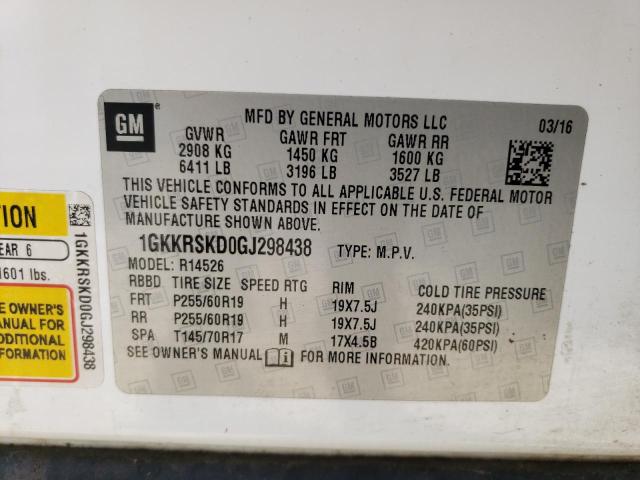 GM
MFD BY GENERAL MOTORS LLC
03/16
GVWR GAWR FRT GAWR RR
2908 KG 1450 KG 1600 KG
6411 LB 3196 LB 3527 LB
THIS VEHICLE CONFORMS TO ALL APPLICABLE U.S. FEDERAL MOTOR
VEHICLE SAFETY STANDARDS IN EFFECT ON THE DATE OF
MANUFACTURE SHOWN ABOVE.
1GKKRSKD0GJ298438 TYPE: M.P.V.
MODEL: R14526
RBBD TIRE SIZE SPEED RTG RIM COLD TIRE PRESSURE
FRT P255/60R19 H 19X7.5J 240KPA(35PSI)
RR P255/60R19 H 19X7.5J 240KPA(35PSI)
SPA T145/70R17 M 17X4.5B 420KPA(60PSI)
SEE OWNER'S MANUAL FOR MORE INFORMATION.
TION
EAR 6
1601 lbs.
E OWNER'S
ANUAL FOR
ADDITIONAL
FORMATION
1GKKRSKD0GJ298438